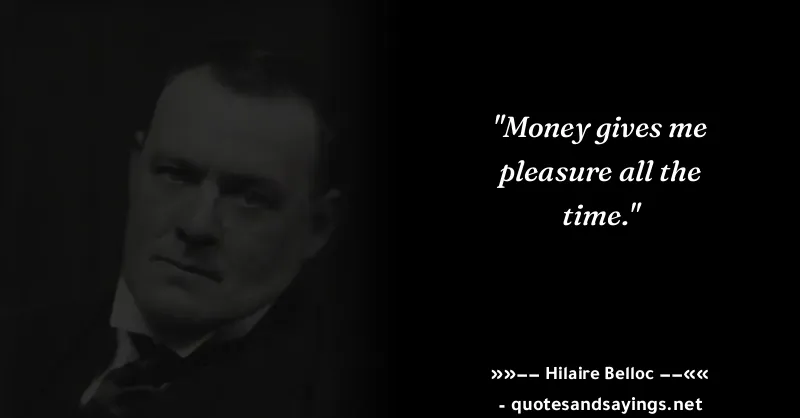 "Money gives me
pleasure all the
time."
»»−− Hilaire Belloc −−««
- quotesandsayings.net